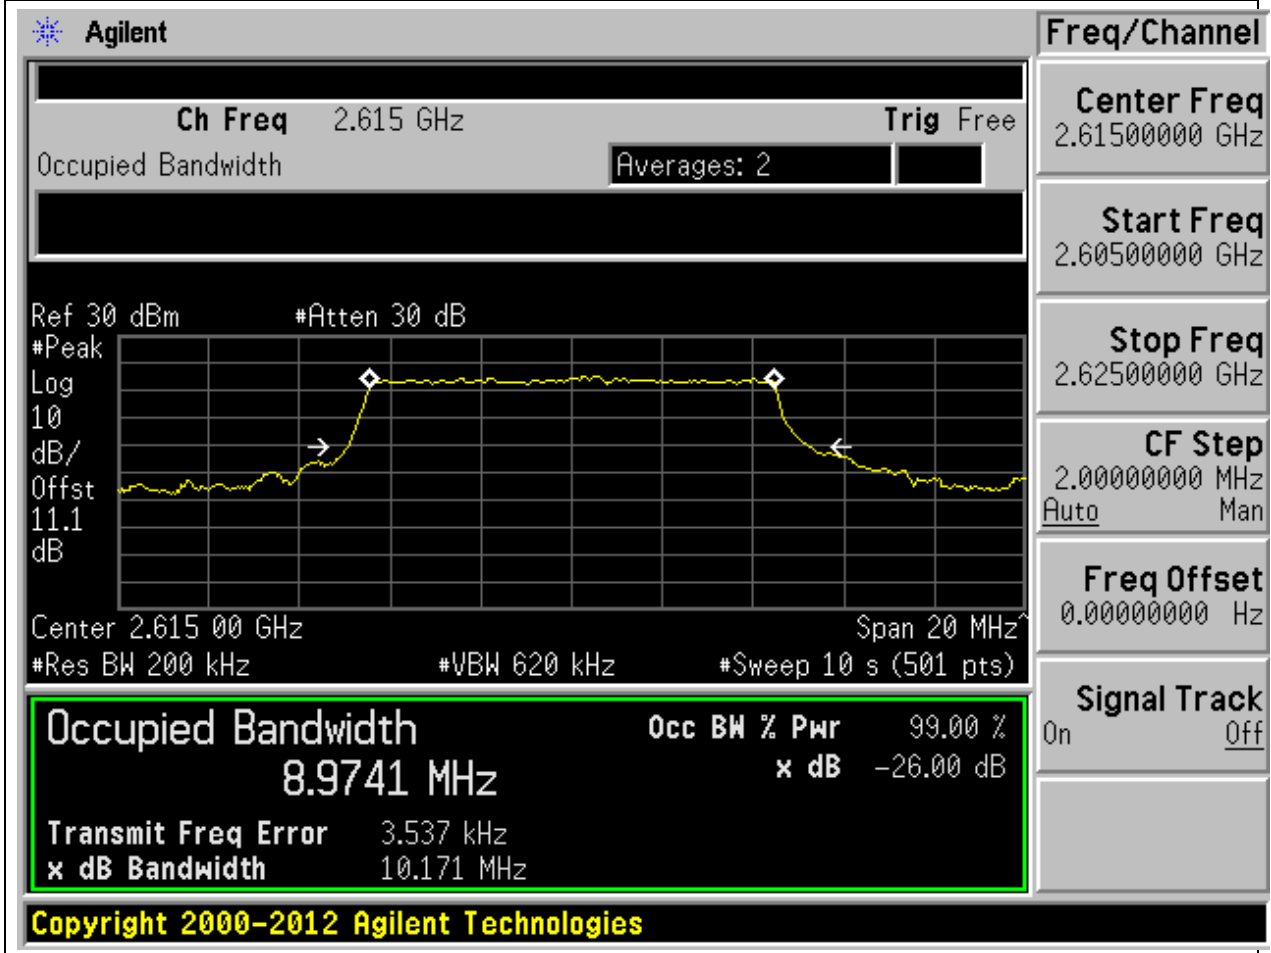 Agilent
Freq/Channel
Ch Freq 2.615 GHz Trig Free
Occupied Bandwidth Averages: 2
Center Freq
2.61500000 GHz
Start Freq
2.60500000 GHz
Stop Freq
2.62500000 GHz
CF Step
2.00000000 MHz
Auto Man
Freq Offset
0.00000000 Hz
Signal Track
On Off
Ref 30 dBm #Atten 30 dB
#Peak
Log
10
dB/
Offst
11.1
dB
Center 2.615 00 GHz Span 20 MHz^
#Res BW 200 kHz #VBW 620 kHz #Sweep 10 s (501 pts)
Occupied Bandwidth Occ BW % Pwr 99.00 %
8.9741 MHz x dB -26.00 dB
Transmit Freq Error 3.537 kHz
x dB Bandwidth 10.171 MHz
Copyright 2000-2012 Agilent Technologies